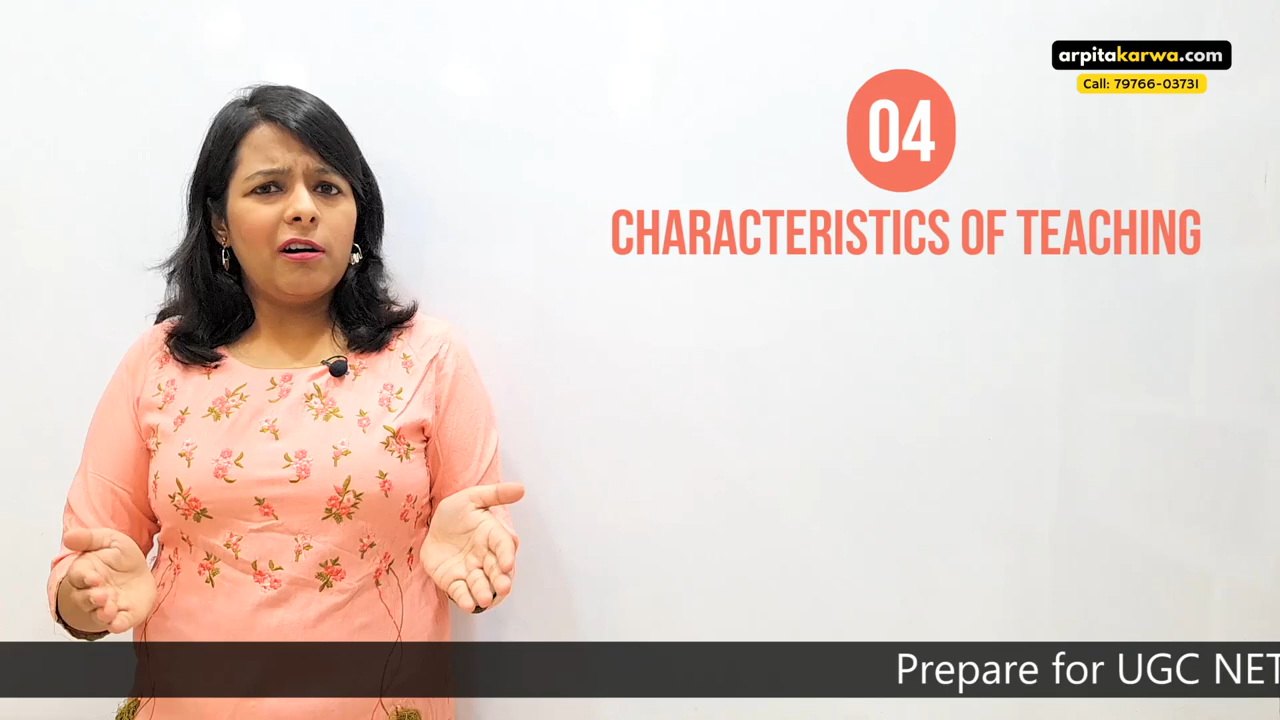 arpitakarwa.com
Call: 79766-03731
04
CHARACTERISTICS OF TEACHING
Prepare for UGC NET